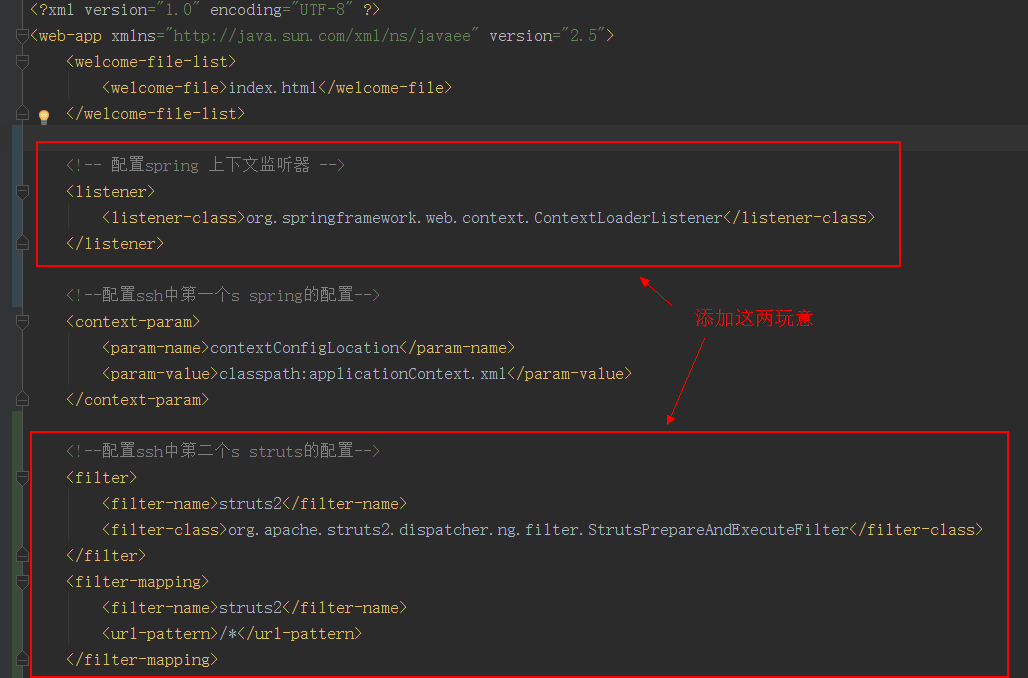 <?xml version="1.0" encoding="UTF-8" ?>
<web-app xmlns="http://java.sun.com/xml/ns/javaee" version="2.5">
<welcome-file-list>
<welcome-file>index.html</welcome-file>
</welcome-file-list>
<!-- 配置spring 上下文监听器 -->
<listener>
<listener-class>org.springframework.web.context.ContextLoaderListener</listener-class>
</listener>
<!--配置ssh中第一个s spring的配置-->
添加这两玩意
<context-param>
<param-name>contextConfigLocation</param-name>
<param-value>classpath:applicationContext.xml</param-value>
</context-param>
<!--配置ssh中第二个s struts的配置-->
<filter>
<filter-name>struts2</filter-name>
<filter-class>org.apache.struts2.dispatcher.ng.filter.StrutsPrepareAndExecuteFilter</filter-class>
</filter>
<filter-mapping>
<filter-name>struts2</filter-name>
<url-pattern>/*</url-pattern>
</filter-mapping>